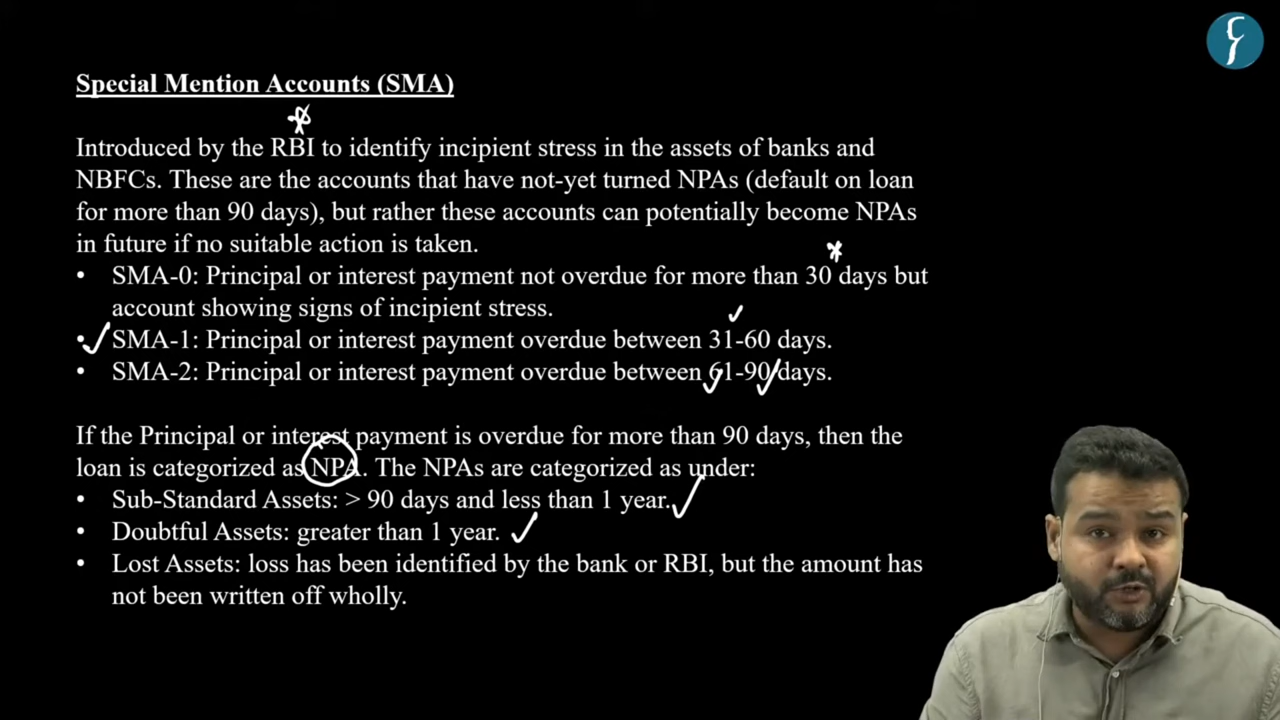 Special Mention Accounts (SMA)
Introduced by the RBI to identify incipient stress in the assets of banks and
NBFCs. These are the accounts that have not-yet turned NPAs (default on loan
for more than 90 days), but rather these accounts can potentially become NPAs
in future if no suitable action is taken.
• SMA-0: Principal or interest payment not overdue for more than 30 days but
account showing signs of incipient stress.
• SMA-1: Principal or interest payment overdue between 31-60 days.
• SMA-2: Principal or interest payment overdue between 61-90 days.
If the Principal or interest payment is overdue for more than 90 days, then the
loan is categorized as NPA. The NPAs are categorized as under:
• Sub-Standard Assets: > 90 days and less than 1 year.
• Doubtful Assets: greater than 1 year.
• Lost Assets: loss has been identified by the bank or RBI, but the amount has
not been written off wholly.